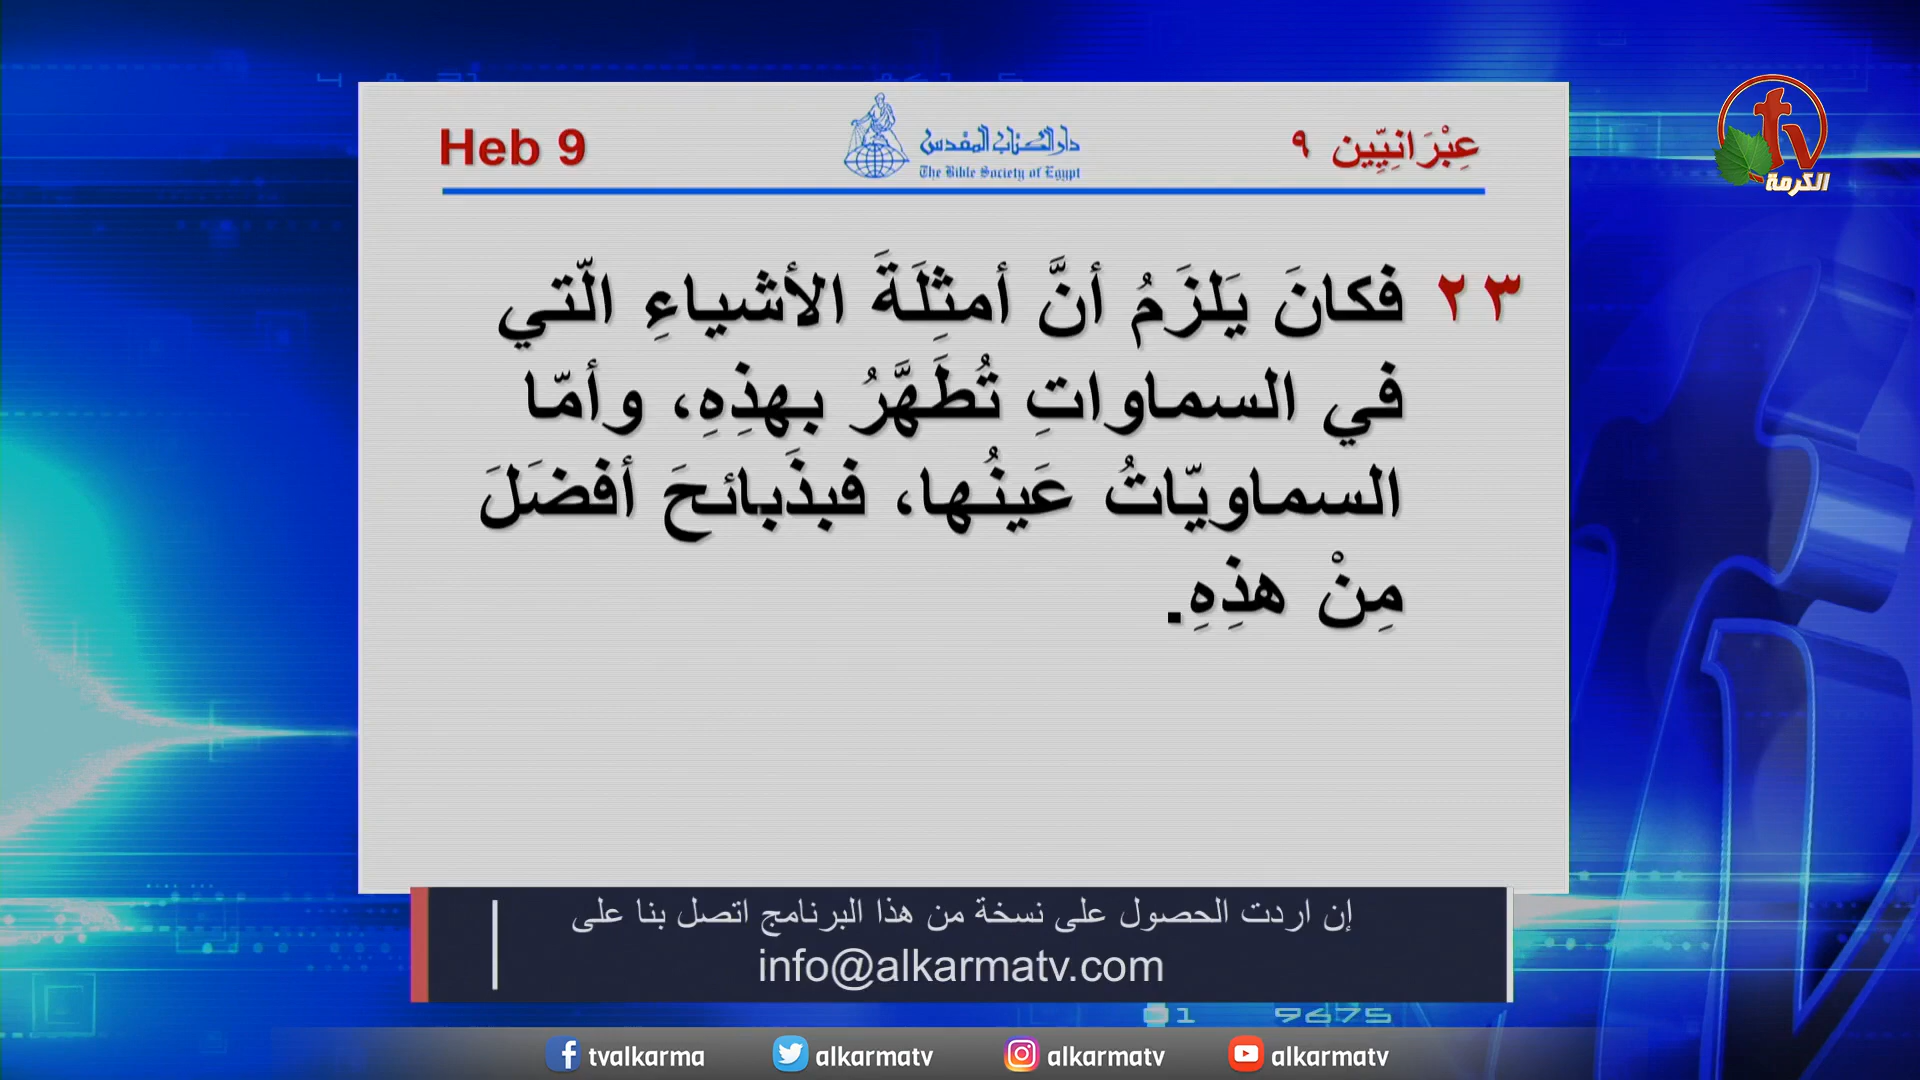 Heb 9
دار الكتاب المقدس
The Bible Society of Egypt
عِبْرَانِيِّين ٩
tv
الكرمة
٢٣ فكانَ يَلزَمُ أنَّ أمثِلَةَ الأشياءِ الّتي
في السماواتِ تُطَهَّرُ بهذِهِ، وأمّا
السماويّاتُ عَينُها، فبذَبائحَ أفضَلَ
مِنْ هذِهِ.
إن اردت الحصول على نسخة من هذا البرنامج اتصل بنا على
info@alkarmatv.com
01 9675
tvalkarma alkarmatv alkarmatv alkarmatv